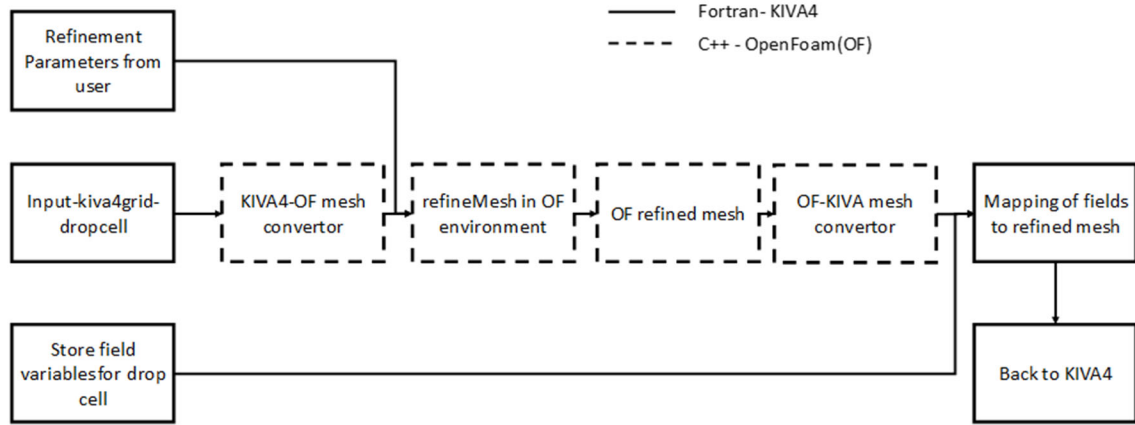 Fortran- KIVA4
C++ - OpenFoam(OF)
Refinement
Parameters from
user
Input-kiva4grid-
dropcell
KIVA4-OF mesh
convertor
refineMesh in OF
environment
OF refined mesh
OF-KIVA mesh
convertor
Mapping of fields
to refined mesh
Store field
variables for drop
cell
Back to KIVA4